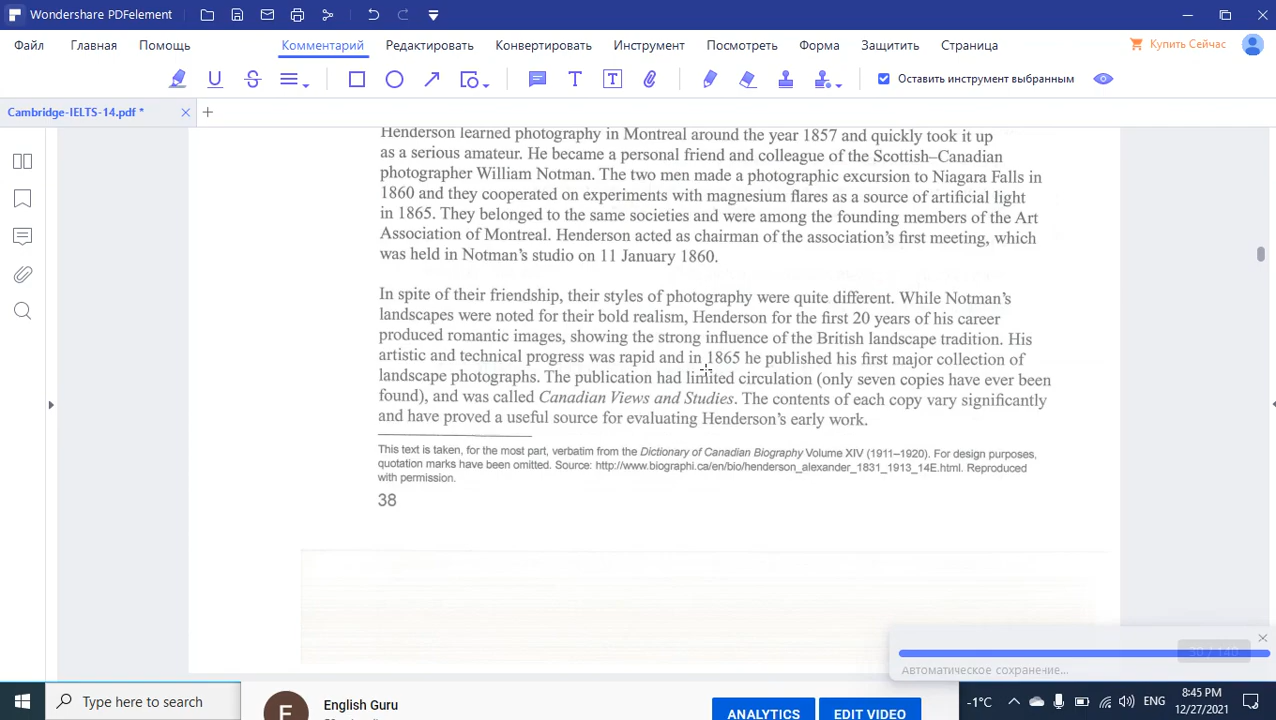 Wondershare PDFelement
Файл Главная Помощь Комментарий Редактировать Конвертировать Инструмент Посмотреть Форма Защитить Страница Купить Сейчас
Оставить инструмент выбранным
Cambridge-IELTS-14.pdf *
Henderson learned photography in Montreal around the year 1857 and quickly took it up
as a serious amateur. He became a personal friend and colleague of the Scottish–Canadian
photographer William Notman. The two men made a photographic excursion to Niagara Falls in
1860 and they cooperated on experiments with magnesium flares as a source of artificial light
in 1865. They belonged to the same societies and were among the founding members of the Art
Association of Montreal. Henderson acted as chairman of the association's first meeting, which
was held in Notman's studio on 11 January 1860.
In spite of their friendship, their styles of photography were quite different. While Notman's
landscapes were noted for their bold realism, Henderson for the first 20 years of his career
produced romantic images, showing the strong influence of the British landscape tradition. His
artistic and technical progress was rapid and in 1865 he published his first major collection of
landscape photographs. The publication had limited circulation (only seven copies have ever been
found), and was called Canadian Views and Studies. The contents of each copy vary significantly
and have proved a useful source for evaluating Henderson's early work.
This text is taken, for the most part, verbatim from the Dictionary of Canadian Biography Volume XIV (1911–1920). For design purposes,
quotation marks have been omitted. Source: http://www.biographi.ca/en/bio/henderson_alexander_1831_1913_14E.html. Reproduced
with permission.
38
30 / 140
Автоматическое сохранение...
Type here to search
English Guru
ANALYTICS
EDIT VIDEO
-1°C
ENG
8:45 PM
12/27/2021